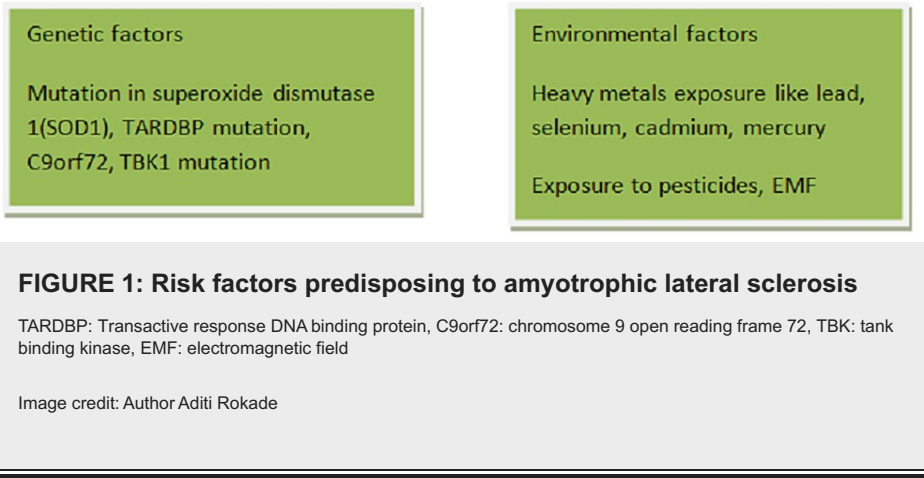 Genetic factors
Mutation in superoxide dismutase
1(SOD1), TARDBP mutation,
C9orf72, TBK1 mutation
Environmental factors
Heavy metals exposure like lead,
selenium, cadmium, mercury
Exposure to pesticides, EMF
FIGURE 1: Risk factors predisposing to amyotrophic lateral sclerosis
TARDBP: Transactive response DNA binding protein, C9orf72: chromosome 9 open reading frame 72, TBK: tank
binding kinase, EMF: electromagnetic field
Image credit: Author Aditi Rokade